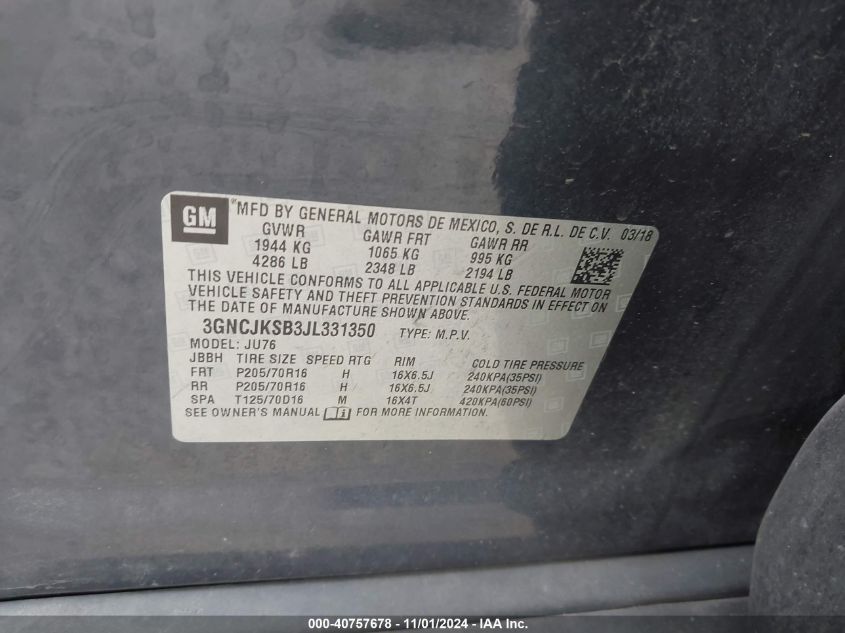 GM *MFD BY GENERAL MOTORS DE MEXICO, S. DE R.L. DE C.V. 03/18
GVWR GAWR FRT GAWR RR
1944 KG 1065 KG 995 KG
4286 LB 2348 LB 2194 LB
THIS VEHICLE CONFORMS TO ALL APPLICABLE U.S. FEDERAL MOTOR
VEHICLE SAFETY AND THEFT PREVENTION STANDARDS IN EFFECT ON
THE DATE OF MANUFACTURE SHOWN ABOVE.
3GNCJKSB3JL331350 TYPE: M.P.V.
MODEL: JU76
JBBH TIRE SIZE SPEED RTG RIM COLD TIRE PRESSURE
FRT P205/70R16 H 16X6.5J 240KPA(35PSI)
RR P205/70R16 H 16X6.5J 240KPA(35PSI)
SPA T125/70D16 M 16X4T 420KPA(60PSI)
SEE OWNER'S MANUAL FOR MORE INFORMATION.
000-40757678 - 11/01/2024 - IAA Inc.